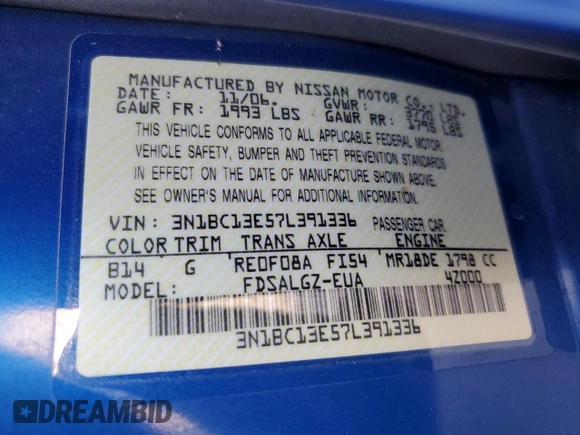 MANUFACTURED BY NISSAN MOTOR CO., LTD.
DATE: 11/06. GVWR: 3770 LBS
GAWR FR: 1993 LBS GAWR RR: 1795 LBS
THIS VEHICLE CONFORMS TO ALL APPLICABLE FEDERAL MOTOR
VEHICLE SAFETY, BUMPER AND THEFT PREVENTION STANDARDS
IN EFFECT ON THE DATE OF MANUFACTURE SHOWN ABOVE.
SEE OWNER'S MANUAL FOR ADDITIONAL INFORMATION.
VIN: 3N1BC13E57L391336 PASSENGER CAR.
COLOR TRIM TRANS AXLE ENGINE
B14 G RE0F08A FI54 MR18DE 1798 CC
MODEL: FDSALGZ-EUA 4Z000
3N1BC13E57L391336
DREAMBID